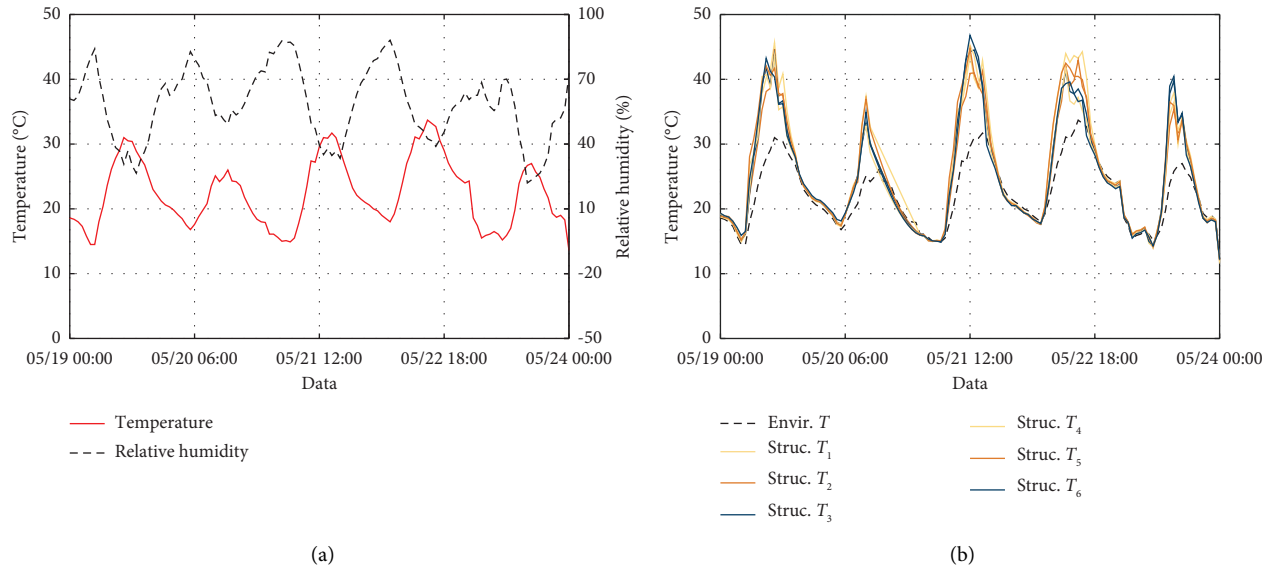 50
40
30
20
10
0
Temperature (°C)
100
70
40
10
-20
-50
Relative humidity (%)
05/19 00:00 05/20 06:00 05/21 12:00 05/22 18:00 05/24 00:00
Data
Temperature
Relative humidity
(a)
50
40
30
20
10
0
Temperature (°C)
05/19 00:00 05/20 06:00 05/21 12:00 05/22 18:00 05/24 00:00
Data
Envir. T
Struc. T1
Struc. T2
Struc. T3
Struc. T4
Struc. T5
Struc. T6
(b)